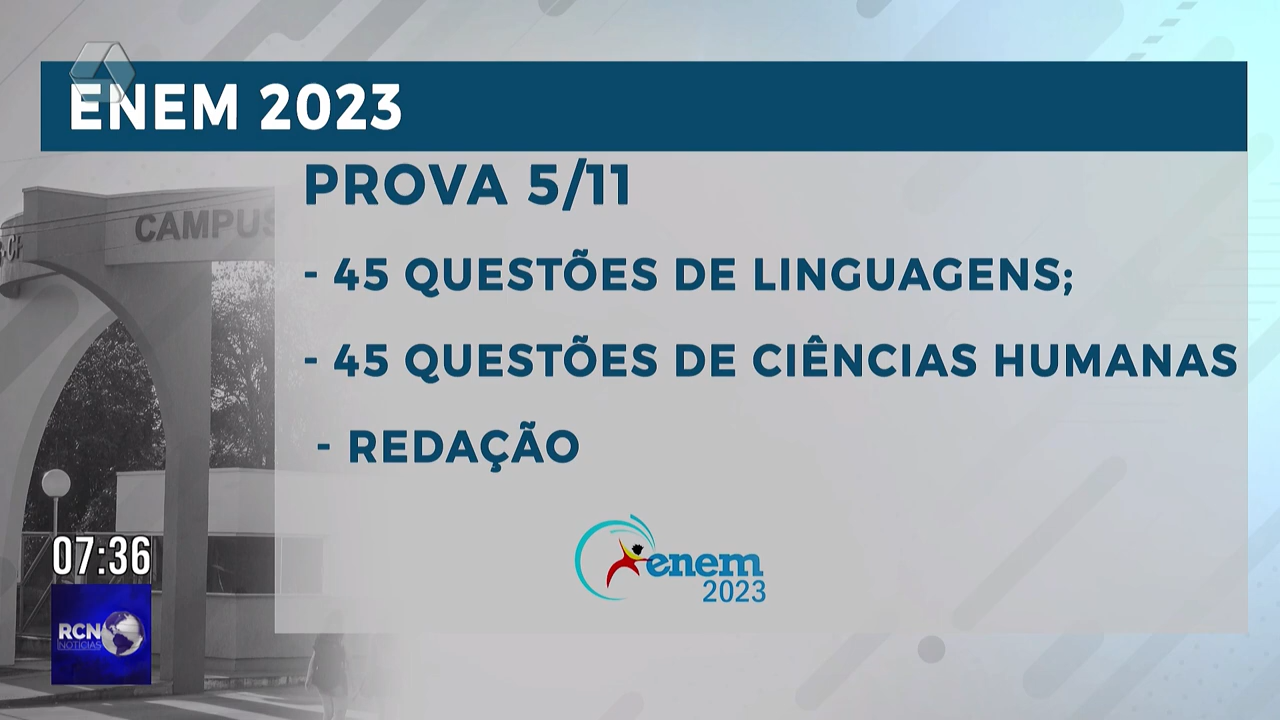 ENEM 2023
PROVA 5/11
CAMPUS
- 45 QUESTÕES DE LINGUAGENS;
- 45 QUESTÕES DE CIÊNCIAS HUMANAS
- REDAÇÃO
enem
2023
07:36
RCN
NOTÍCIAS